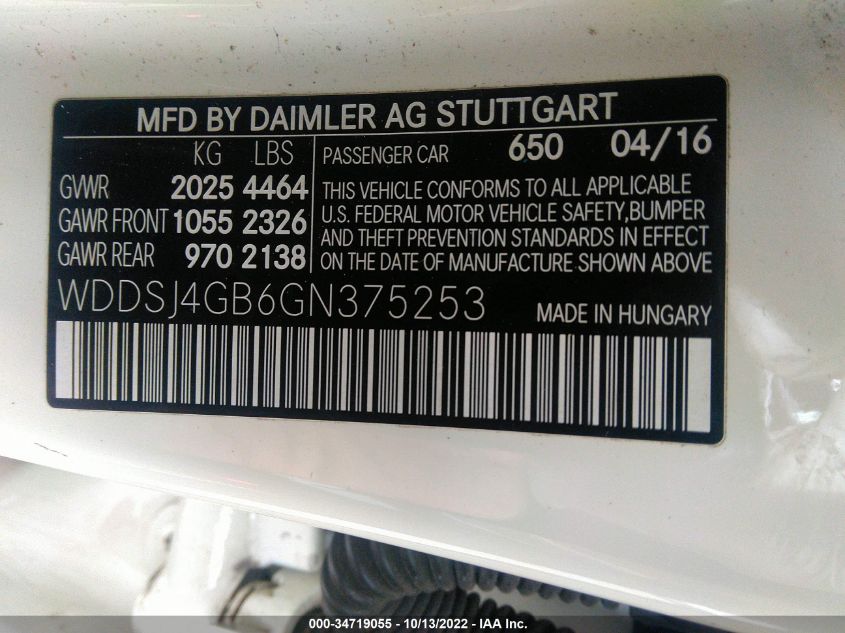 MFD BY DAIMLER AG STUTTGART
KG LBS
GVWR 2025 4464
GAWR FRONT 1055 2326
GAWR REAR 970 2138
PASSENGER CAR 650 04/16
THIS VEHICLE CONFORMS TO ALL APPLICABLE
U.S. FEDERAL MOTOR VEHICLE SAFETY,BUMPER
AND THEFT PREVENTION STANDARDS IN EFFECT
ON THE DATE OF MANUFACTURE SHOWN ABOVE
WDDSJ4GB6GN375253 MADE IN HUNGARY
000-34719055 - 10/13/2022 - IAA Inc.